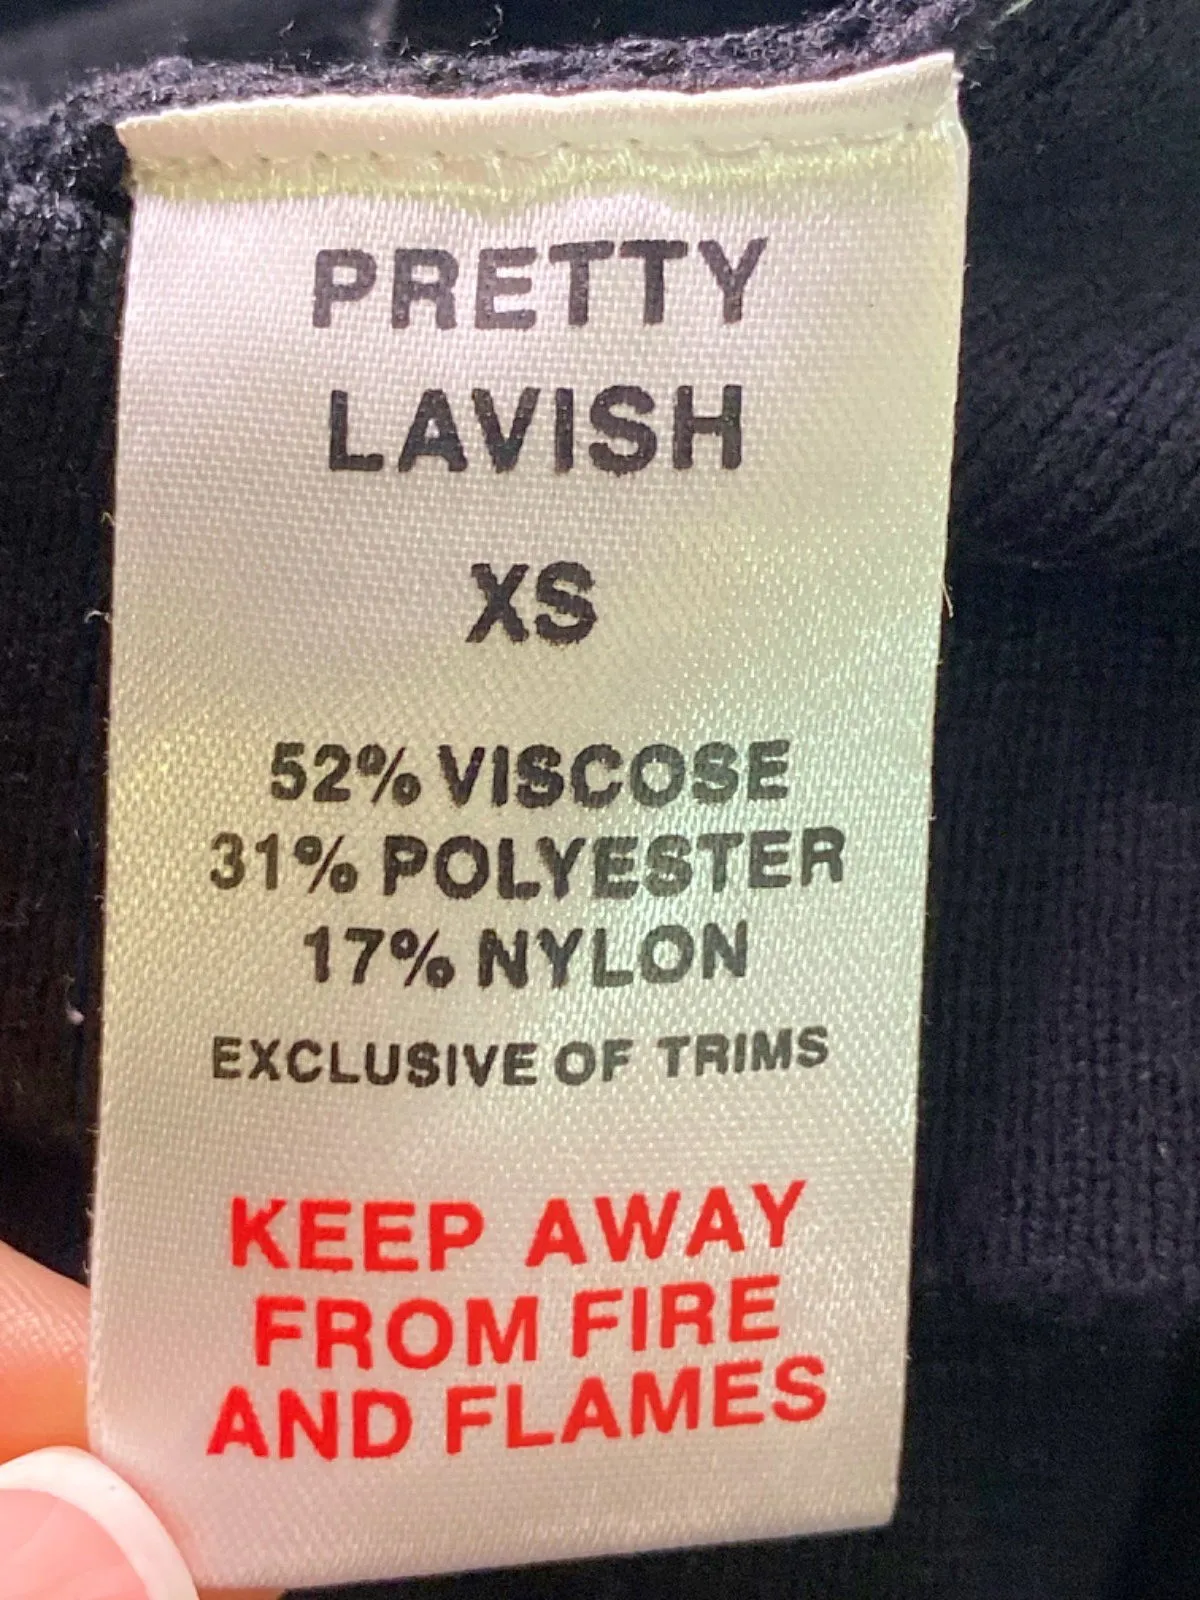 PRETTY
LAVISH
XS
52% VISCOSE
31% POLYESTER
17% NYLON
EXCLUSIVE OF TRIMS
KEEP AWAY
FROM FIRE
AND FLAMES